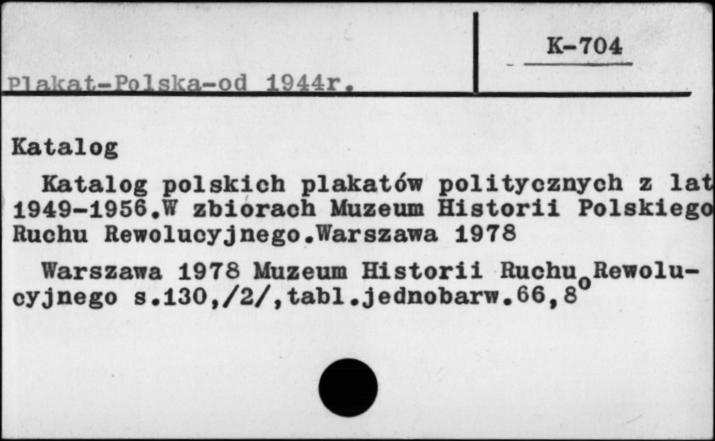 K-704
Plakat-Polska-od 1944r.
Katalog
Katalog polskich plakatów politycznych z lat
1949-1956.W zbiorach Muzeum Historii Polskiego
Ruchu Rewolucyjnego.Warszawa 1978
Warszawa 1978 Muzeum Historii Ruchu Rewolu-
cyjnego s.130,/2/,tabl.jednobarw.66,8°